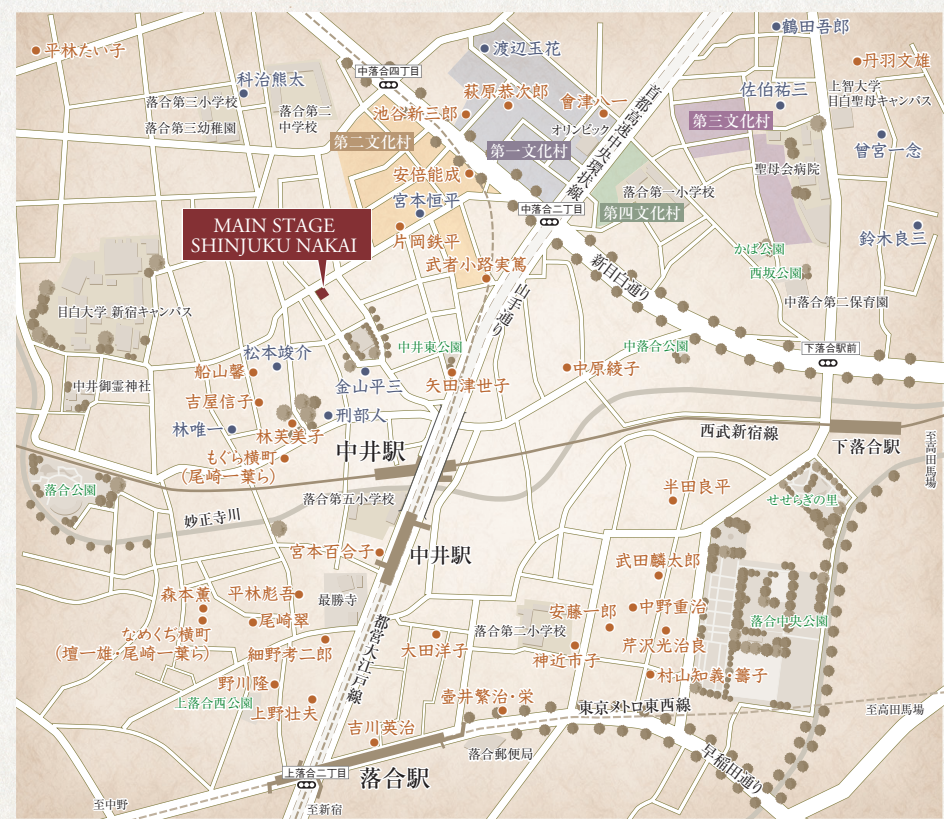 鶴田吾郎
平林たい子
渡辺玉花
丹羽文雄
中落合四丁目
科治熊太
佐伯祐三
上智大学
目白聖母キャンパス
落合第三小学校
落合第二
中学校
萩原恭次郎
會津八一
首都高速中央環状線
池谷新三郎
第三文化村
落合第三幼稚園
オリンピック
第二文化村
第一文化村
曾宮一念
聖母会病院
安倍能成
落合第一小学校
宮本恒平
中落合二丁目
第四文化村
MAIN STAGE
SHINJUKU NAKAI
片岡鉄平
鈴木良三
かば公園
武者小路実篤
新目白通り
西坂公園
山手通り
中落合第二保育園
目白大学 新宿キャンパス
中井東公園
中落合公園
下落合駅前
松本竣介
船山馨
中原綾子
中井御霊神社
金山平三
矢田津世子
吉屋信子
刑部人
林唯一
林芙美子
西武新宿線
中井駅
下落合駅
至高田馬場
もぐら横町
(尾崎一葉ら)
落合公園
半田良平
落合第五小学校
せせらぎの里
妙正寺川
宮本百合子
中井駅
武田麟太郎
森本薫
平林彪吾
最勝寺
安藤一郎
中野重治
尾崎翠
落合中央公園
なめくぢ横町
(壇一雄・尾崎一葉ら)
都営大江戸線
太田洋子
落合第二小学校
細野考二郎
芹沢光治良
神近市子
村山知義・籌子
野川隆
上落合西公園
壷井繁治・栄
東京メトロ東西線
至高田馬場
上野壮夫
吉川英治
落合郵便局
早稲田通り
上落合二丁目
落合駅
至中野
至新宿